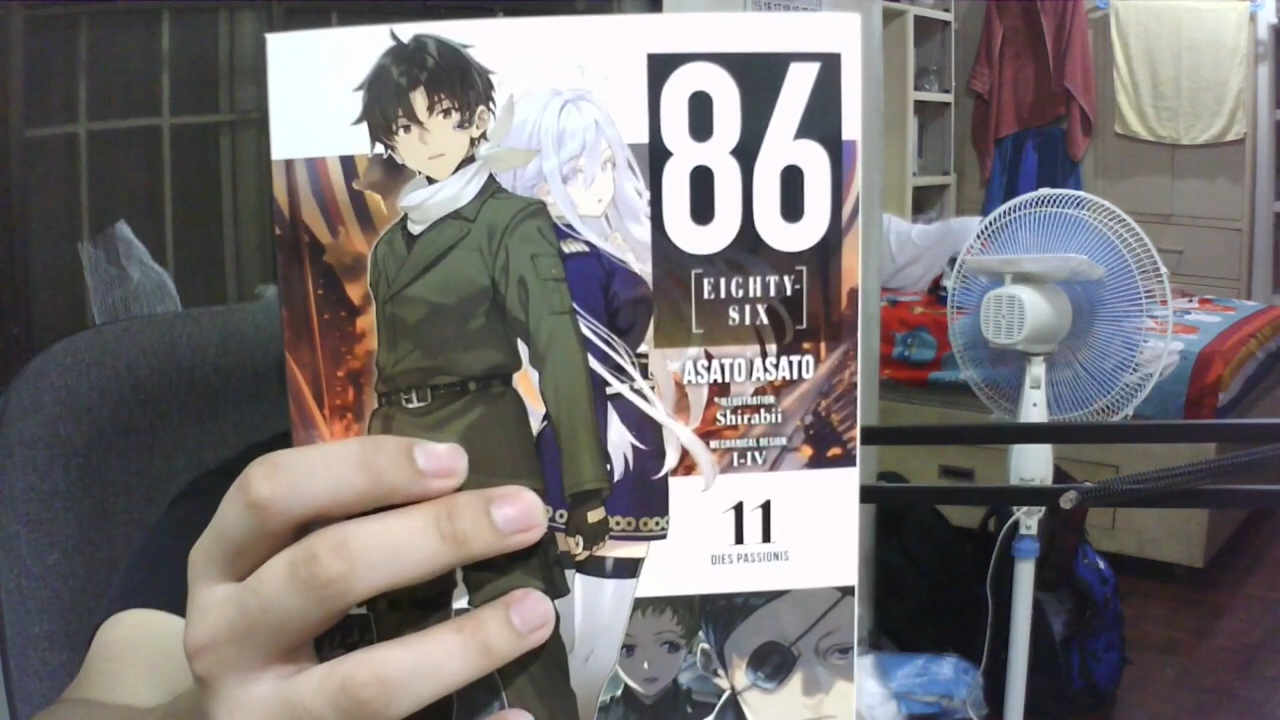 86
EIGHTY-
SIX
ASATO ASATO
ILLUSTRATION:
Shirabii
MECHANICAL DESIGN:
I-IV
11
DIES PASSIONIS